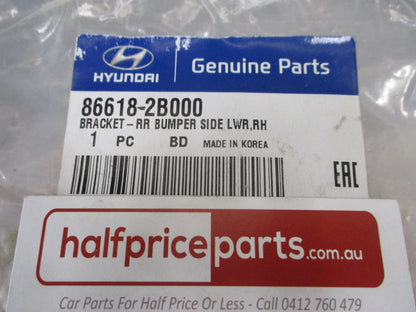 HYUNDAI
Genuine Parts
86618-2B000
BRACKET-RR BUMPER SIDE LWR,RH
1 PC BD MADE IN KOREA
EAC
halfpriceparts.com.au
Car Parts For Half Price Or Less - Call 0412 760 479